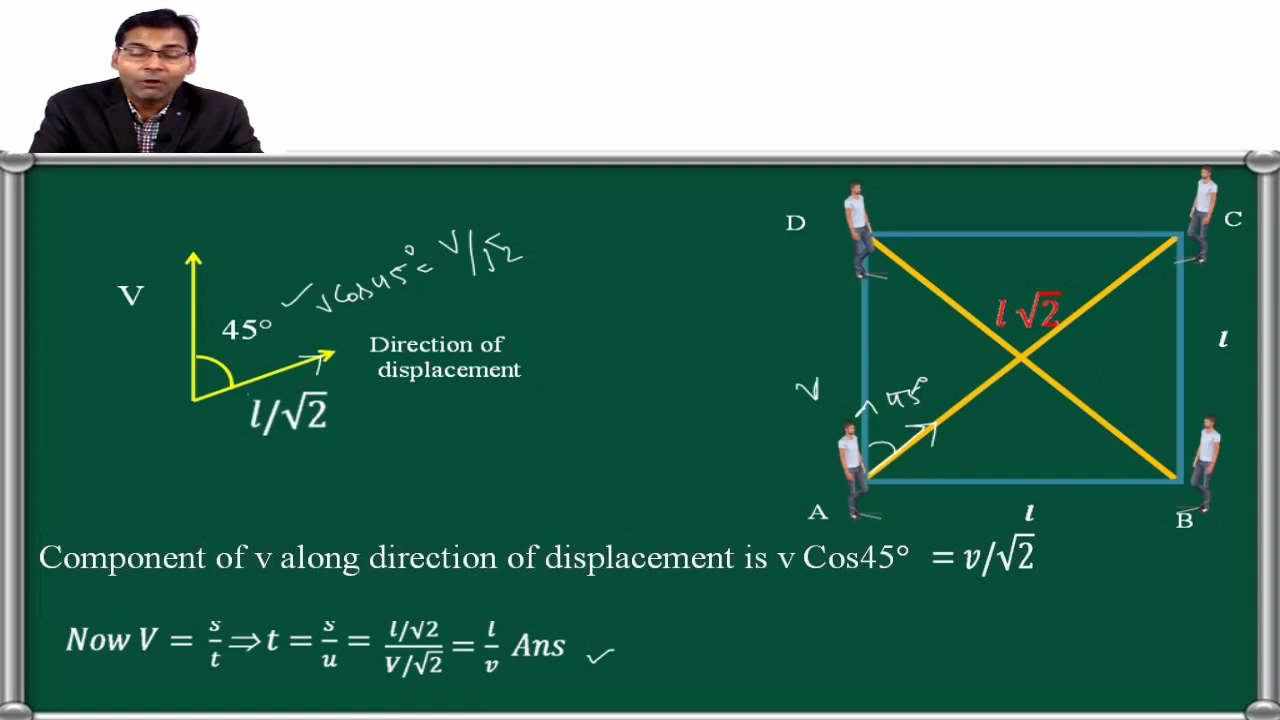 V
45°
✓ v Cos45° = V/√2
Direction of
displacement
l/√2
D
C
l√2
l
V
45°
A
l
B
Component of v along direction of displacement is v Cos45° = v/√2
Now V = s/t ⇒ t = s/u = (l/√2)/(V/√2) = l/v Ans ✓